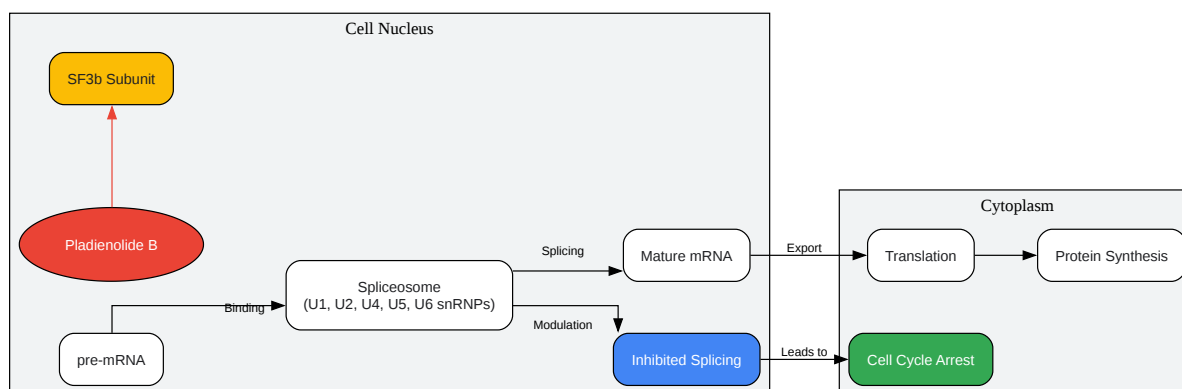 Cell Nucleus
SF3b Subunit
Pladienolide B
Cytoplasm
Splicing
Mature mRNA
Export
Translation
Protein Synthesis
Spliceosome
(U1, U2, U4, U5, U6 snRNPs)
Binding
Modulation
pre-mRNA
Inhibited Splicing
Leads to
Cell Cycle Arrest